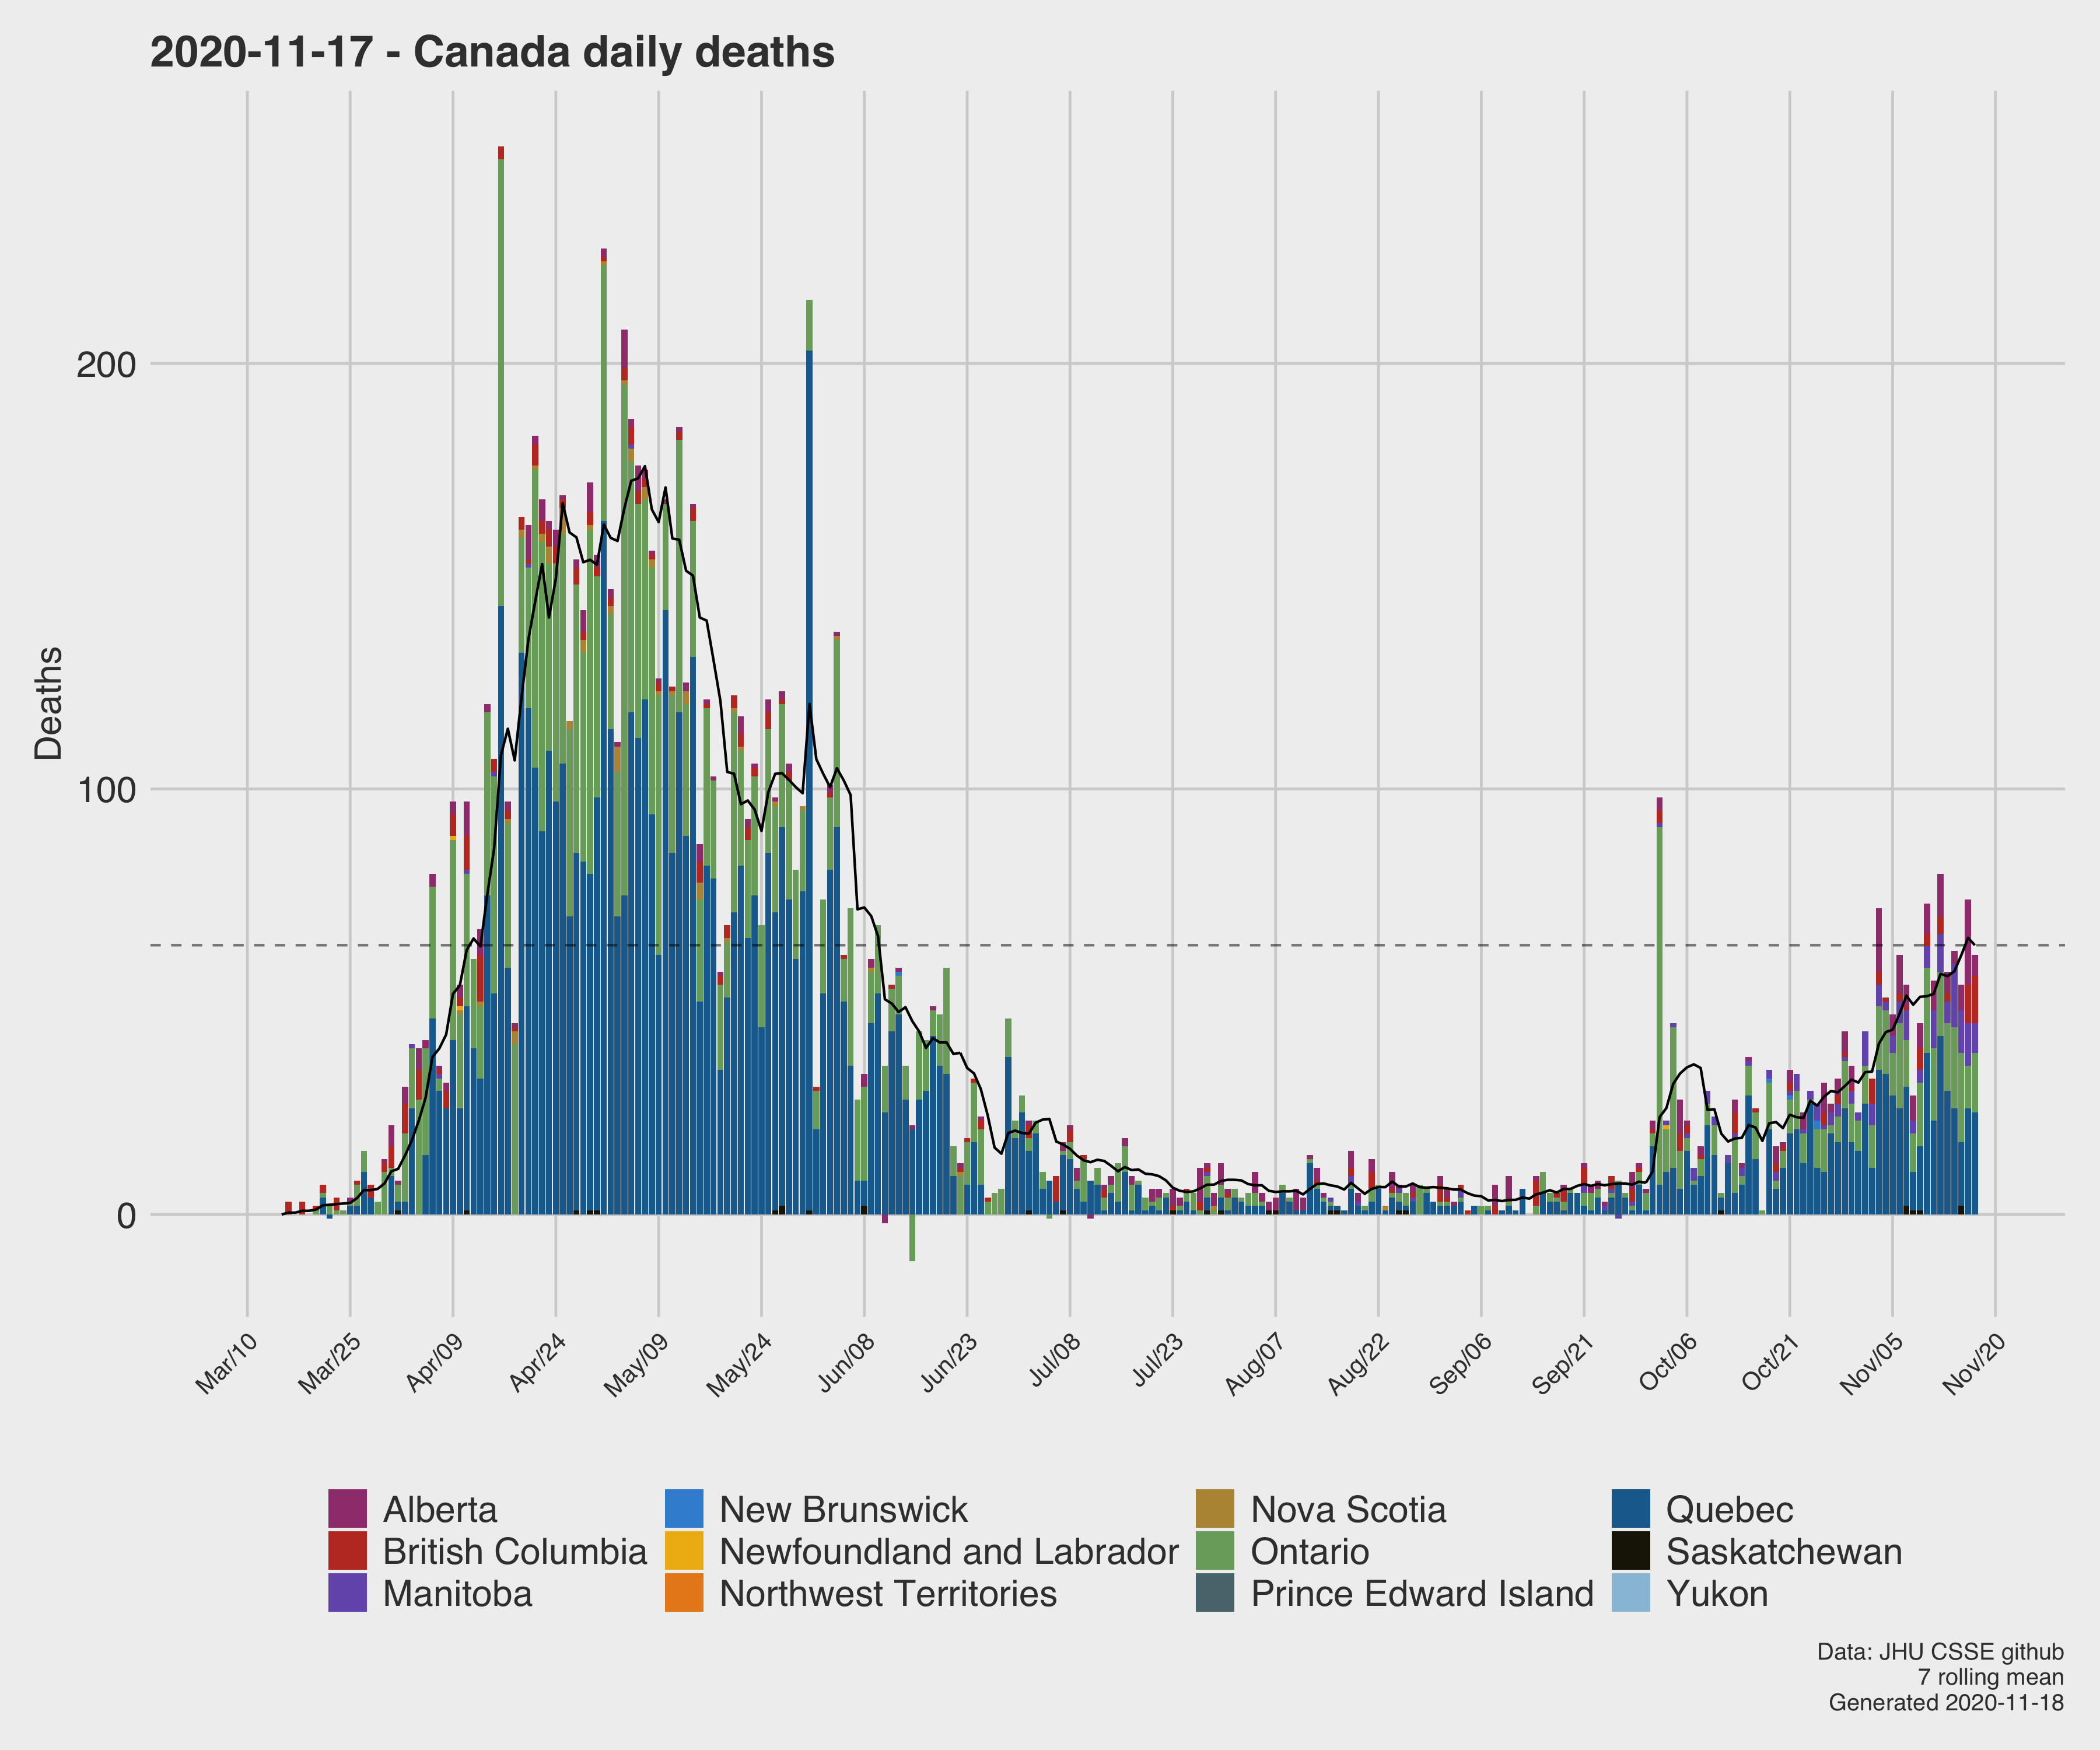 2020-11-17 - Canada daily deaths
Deaths
200
100
0
Mar/10 Mar/25 Apr/09 Apr/24 May/09 May/24 Jun/08 Jun/23 Jul/08 Jul/23 Aug/07 Aug/22 Sep/06 Sep/21 Oct/06 Oct/21 Nov/05 Nov/20
Alberta New Brunswick Nova Scotia Quebec
British Columbia Newfoundland and Labrador Ontario Saskatchewan
Manitoba Northwest Territories Prince Edward Island Yukon
Data: JHU CSSE github
7 rolling mean
Generated 2020-11-18